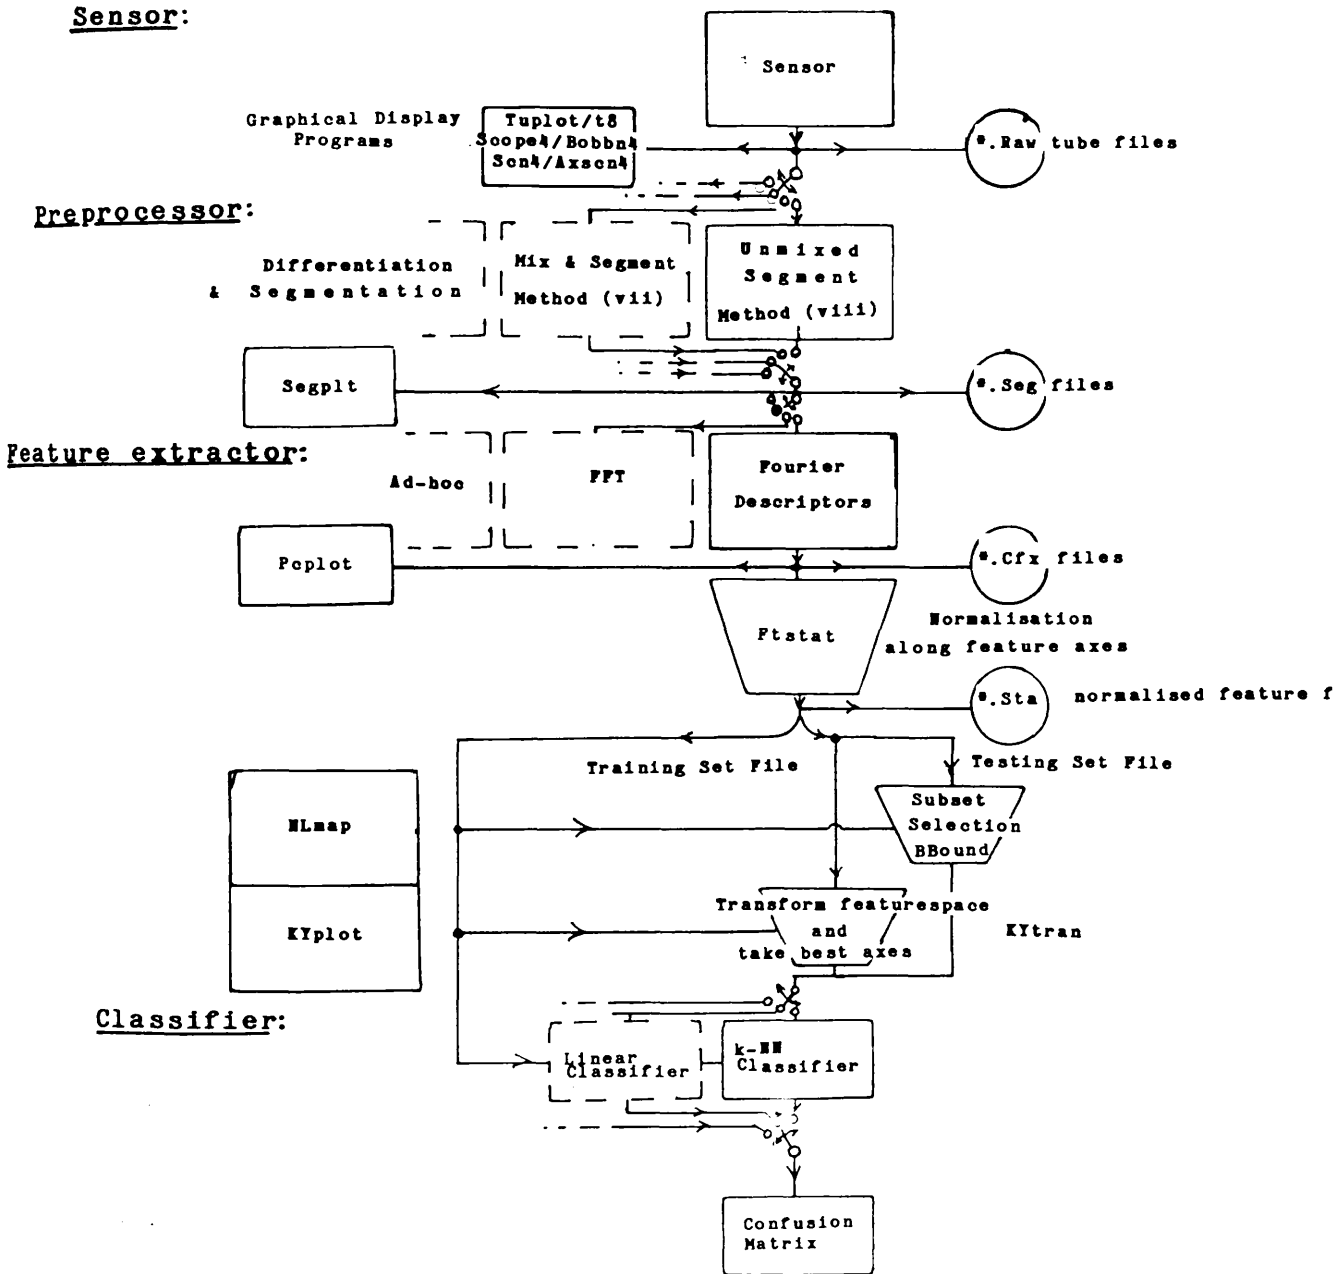 Sensor:
Sensor
Graphical Display
Programs
Tuplot/t8
Scope4/Bobbn4
Scn4/Axscn4
*.Raw tube files
Preprocessor:
Differentiation
& Segmentation
Mix & Segment
Method (vii)
Unmixed
Segment
Method (viii)
Segplt
*.Seg files
Feature extractor:
Ad-hoc
FFT
Fourier
Descriptors
Pcplot
*.Cfx files
Ftstat
Normalisation
along feature axes
*.Sta normalised feature f
Training Set File
Testing Set File
NLmap
Subset
Selection
BBound
KYplot
Transform featurespace
and
take best axes
KYtran
Classifier:
Linear
Classifier
k-NN
Classifier
Confusion
Matrix